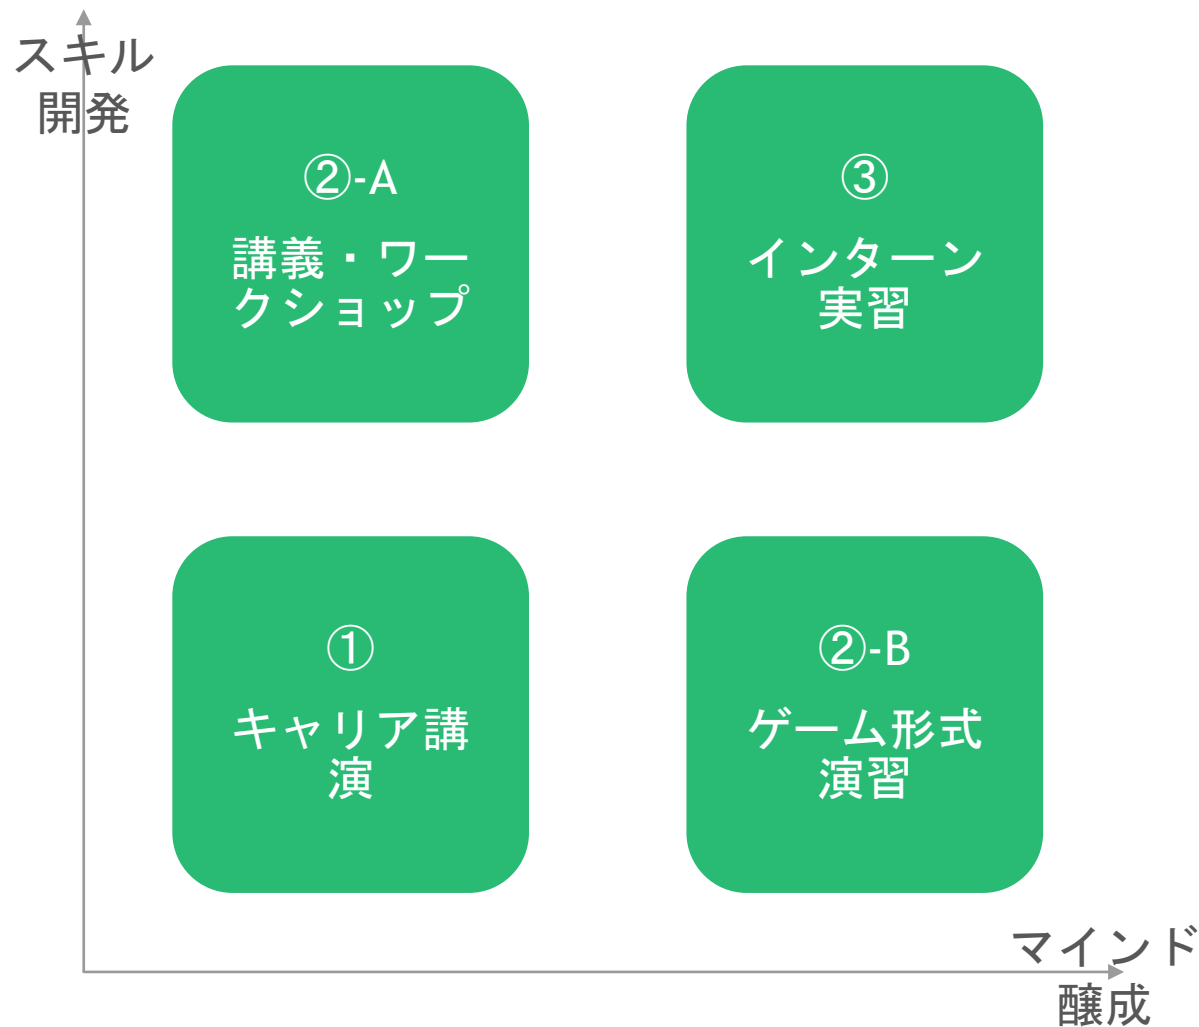 スキル
開発
②-A
講義・ワー
クショップ
③
インターン
実習
①
キャリア講
演
②-B
ゲーム形式
演習
マインド
醸成